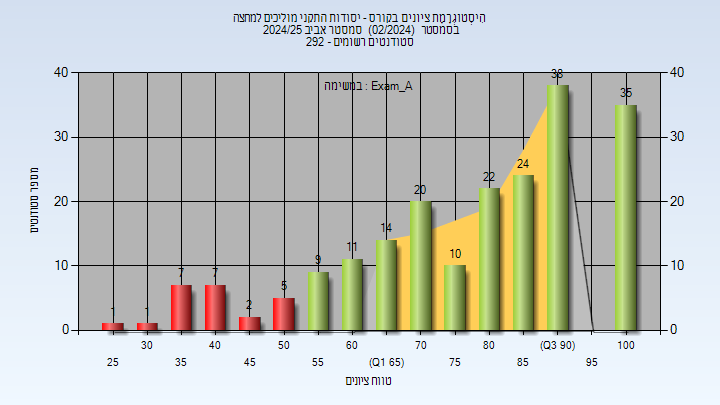 היסטוגרמת ציונים בקורס - יסודות התקני מוליכים למחצה
בסמסטר (02/2024) סמסטר אביב 2024/25
סטודנטים רשומים - 292
במשימה : Exam_A
40 40
30 30
20 20
10 10
0 0
מספר סטודנטים
1 1 7 7 2 5 9 11 14 20 10 22 24 38 35
30 40 50 60 70 80 (Q3 90) 100
25 35 45 55 (Q1 65) 75 85 95
טווח ציונים